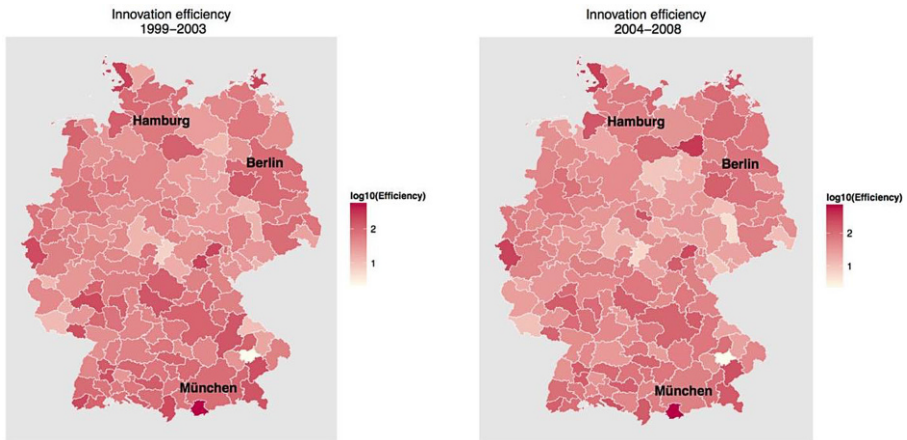 Innovation efficiency
1999–2003
Hamburg
Berlin
München
log10(Efficiency)
2
1
Innovation efficiency
2004–2008
Hamburg
Berlin
München
log10(Efficiency)
2
1